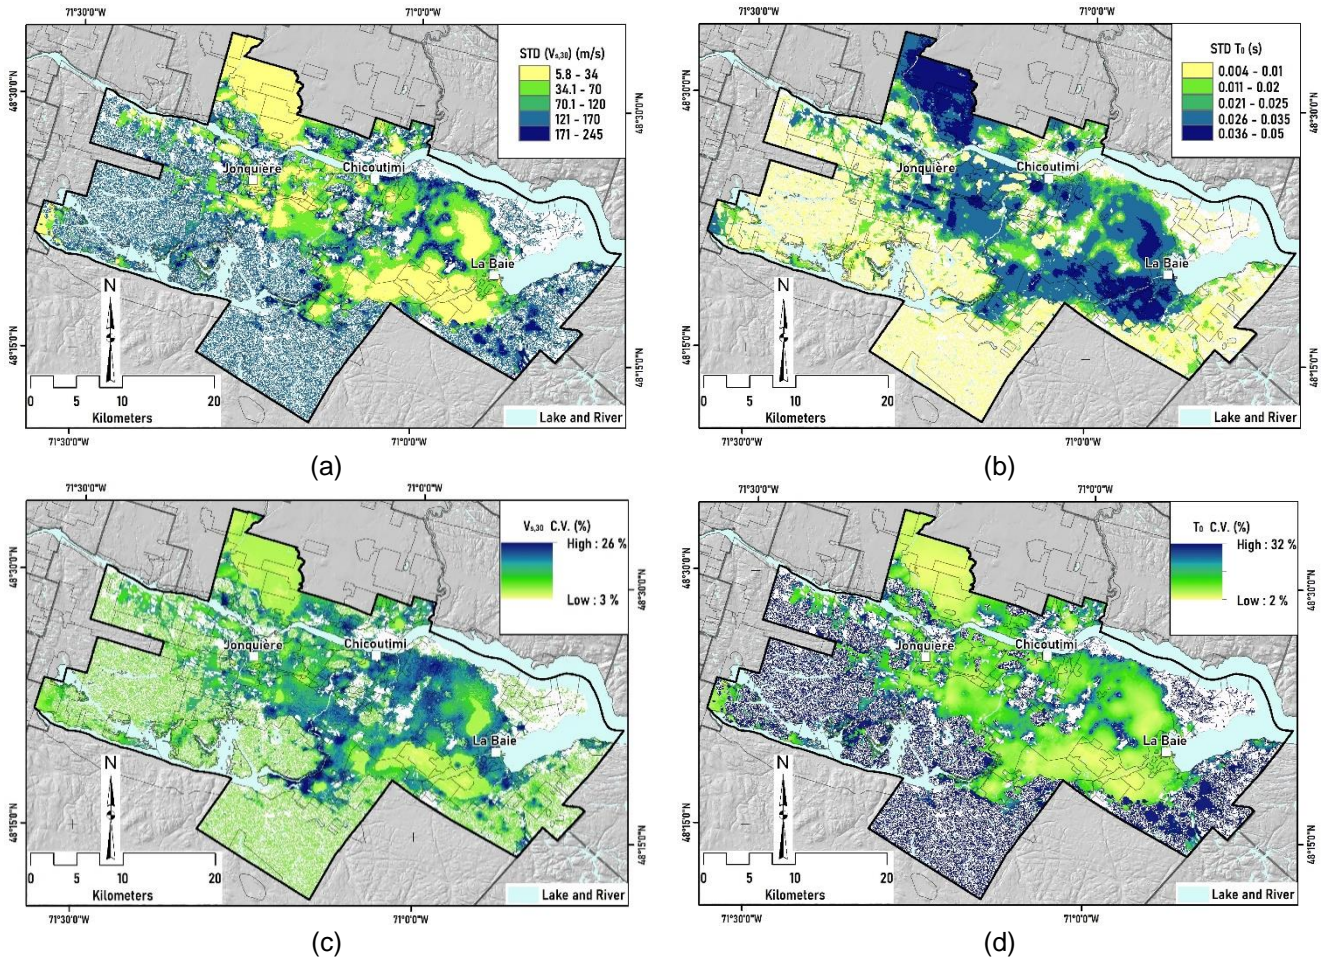 71°30'0"W
71°0'0"W
48°30'0"N
48°15'0"N
STD (Vs,30) (m/s)
5.8 – 34
34.1 – 70
70.1 – 120
121 – 170
171 – 245
Jonquière
Chicoutimi
La Baie
N
0 5 10 20
Kilometers
Lake and River
48°30'0"N
48°15'0"N
71°30'0"W
71°0'0"W
(a)
71°30'0"W
71°0'0"W
48°30'0"N
48°15'0"N
STD T0 (s)
0.004 – 0.01
0.011 – 0.02
0.021 – 0.025
0.026 – 0.035
0.036 – 0.05
Jonquière
Chicoutimi
La Baie
N
0 5 10 20
Kilometers
Lake and River
48°30'0"N
48°15'0"N
71°30'0"W
71°0'0"W
(b)
71°30'0"W
71°0'0"W
48°30'0"N
48°15'0"N
Vs,30 C.V. (%)
High : 26 %
Low : 3 %
Jonquière
Chicoutimi
La Baie
N
0 5 10 20
Kilometers
Lake and River
48°30'0"N
48°15'0"N
71°30'0"W
71°0'0"W
(c)
71°30'0"W
71°0'0"W
48°30'0"N
48°15'0"N
T0 C.V. (%)
High : 32 %
Low : 2 %
Jonquière
Chicoutimi
La Baie
N
0 5 10 20
Kilometers
Lake and River
48°30'0"N
48°15'0"N
71°30'0"W
71°0'0"W
(d)